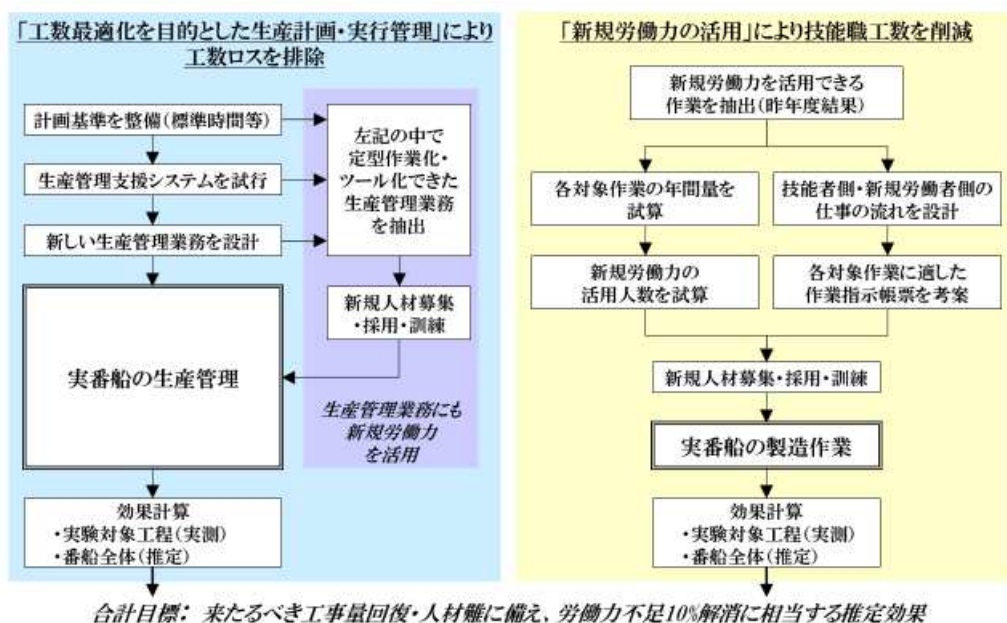 「工数最適化を目的とした生産計画・実行管理」により
工数ロスを排除
計画基準を整備(標準時間等)
生産管理支援システムを試行
新しい生産管理業務を設計
左記の中で
定型作業化・
ツール化できた
生産管理業務
を抽出
新規人材募集
・採用・訓練
実番船の生産管理
生産管理業務にも
新規労働力
を活用
効果計算
・実験対象工程(実測)
・番船全体(推定)
「新規労働力の活用」により技能職工数を削減
新規労働力を活用できる
作業を抽出(昨年度結果)
各対象作業の年間量を
試算
技能者側・新規労働者側の
仕事の流れを設計
新規労働力の
活用人数を試算
各対象作業に適した
作業指示帳票を考案
新規人材募集・採用・訓練
実番船の製造作業
効果計算
・実験対象工程(実測)
・番船全体(推定)
合計目標： 来たるべき工事量回復・人材難に備え、労働力不足10%解消に相当する推定効果